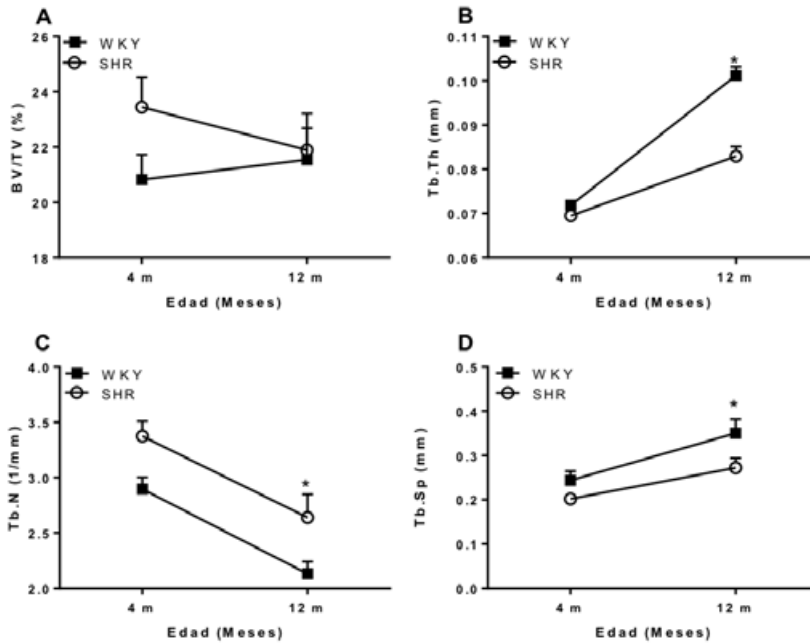 A
WKY
SHR
26
24
22
20
18
BV/TV (%)
4 m
12 m
Edad (Meses)
B
WKY
SHR
0.11
0.10
0.09
0.08
0.07
0.06
Tb.Th (mm)
*
4 m
12 m
Edad (Meses)
C
WKY
SHR
4.0
3.5
3.0
2.5
2.0
Tb.N (1/mm)
*
4 m
12 m
Edad (Meses)
D
WKY
SHR
0.5
0.4
0.3
0.2
0.1
0.0
Tb.Sp (mm)
*
4 m
12 m
Edad (Meses)